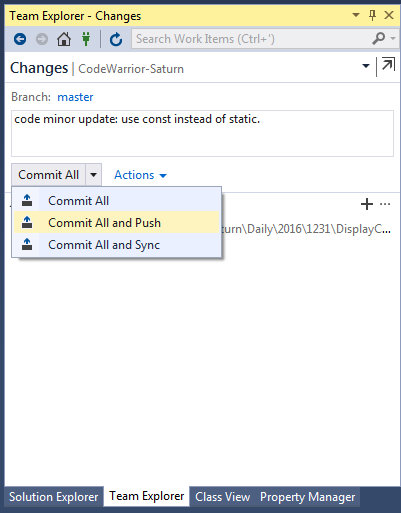 Team Explorer - Changes
Search Work Items (Ctrl+')
Changes | CodeWarrior-Saturn
Branch: master
code minor update: use const instead of static.
Commit All Actions
Commit All
Commit All and Push
Commit All and Sync
turn\Daily\2016\1231\DisplayC...
Solution Explorer Team Explorer Class View Property Manager